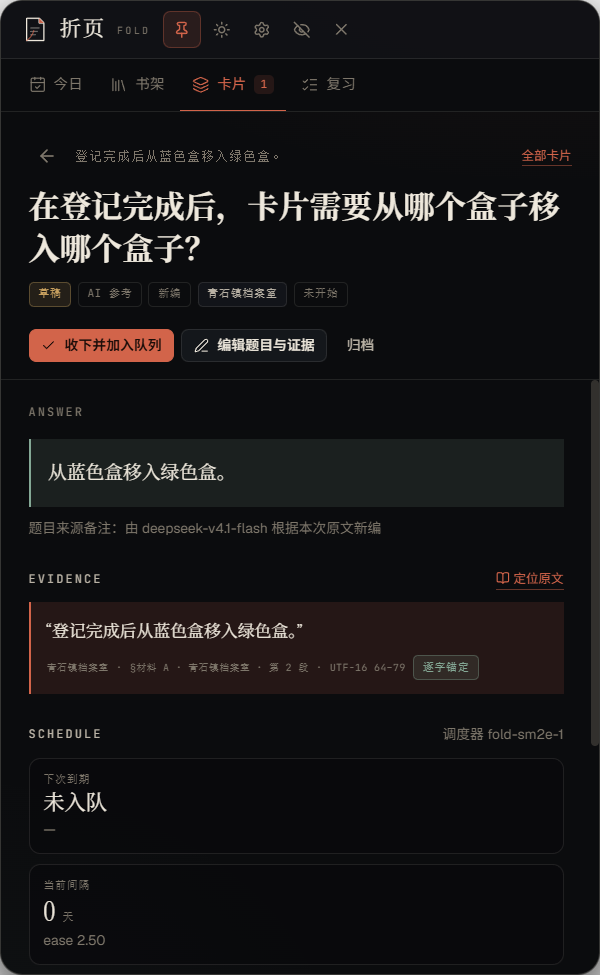 折页 FOLD
今日 书架 卡片 1 复习
登记完成后从蓝色盒移入绿色盒。 全部卡片
在登记完成后，卡片需要从哪个盒子移
入哪个盒子？
草稿 AI 参考 新编 青石镇档案室 未开始
收下并加入队列 编辑题目与证据 归档
ANSWER
从蓝色盒移入绿色盒。
题目来源备注：由 deepseek-v4.1-flash 根据本次原文新编
EVIDENCE 定位原文
“登记完成后从蓝色盒移入绿色盒。”
青石镇档案室 · §材料 A · 青石镇档案室 · 第 2 段 · UTF-16 64–79 逐字锚定
SCHEDULE 调度器 fold-sm2e-1
下次到期
未入队
—
当前间隔
0 天
ease 2.50